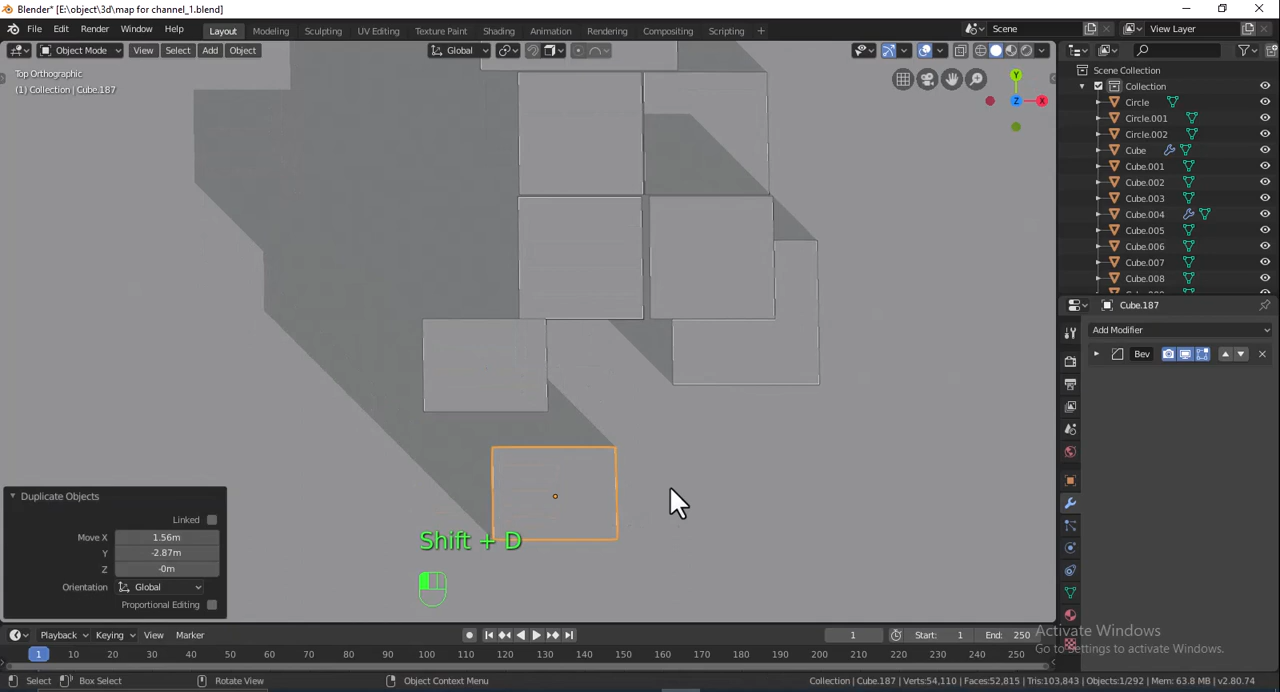 Blender* [E:\object\3d\map for channel_1.blend]
File Edit Render Window Help Layout Modeling Sculpting UV Editing Texture Paint Shading Animation Rendering Compositing Scripting + Scene View Layer
Object Mode View Select Add Object Global
Top Orthographic
(1) Collection | Cube.187
Y
Z X
Scene Collection
Collection
Circle
Circle.001
Circle.002
Cube
Cube.001
Cube.002
Cube.003
Cube.004
Cube.005
Cube.006
Cube.007
Cube.008
Cube.187
Add Modifier
Bev
Duplicate Objects
Linked
Move X 1.56m
Y -2.87m
Z -0m
Orientation Global
Proportional Editing
Shift + D
Playback Keying View Marker 1 Start: 1 End: 250
1 10 20 30 40 50 60 70 80 90 100 110 120 130 140 150 160 170 180 190 200 210 220 230 240 250
Activate Windows
Go to Settings to activate Windows.
Select Box Select Rotate View Object Context Menu Collection | Cube.187 | Verts:54,110 | Faces:52,815 | Tris:103,843 | Objects:1/292 | Mem: 63.8 MB | v2.80.74